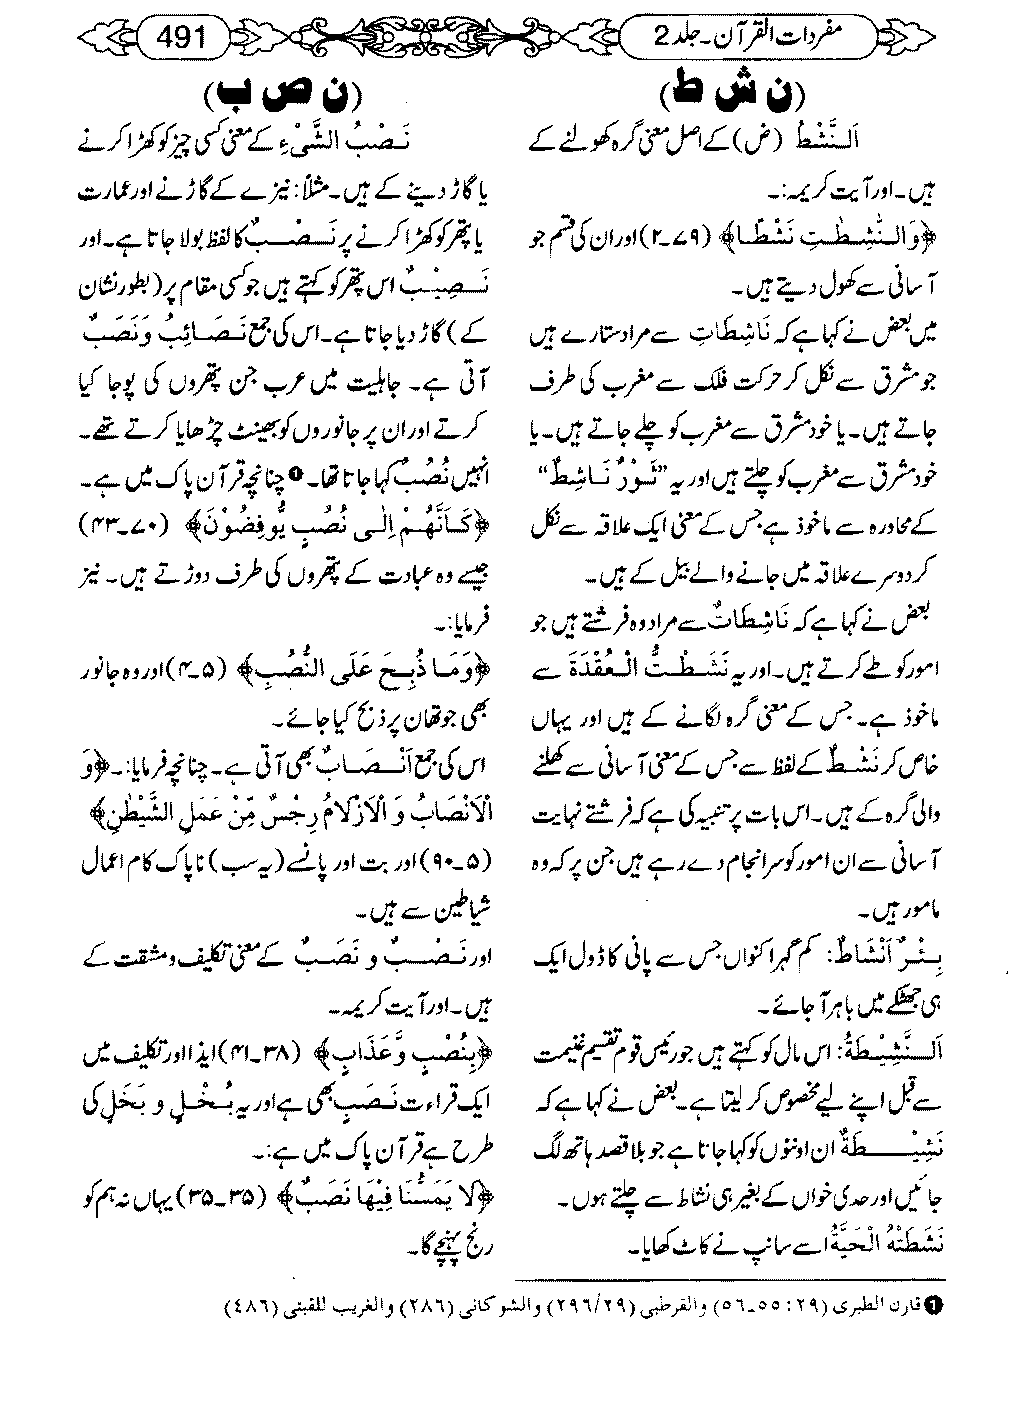 مفردات القرآن۔ جلد 2
491
(ن ش ط)
اَلنَّشْطُ (ض) کے اصل معنی گرہ کھولنے کے
ہیں۔ اور آیت کریمہ:۔
﴿وَالنّٰشِطٰتِ نَشْطًا﴾ (۷۹۔۲) اور ان کی قسم جو
آسانی سے کھول دیتے ہیں۔
میں بعض نے کہا ہے کہ نَاشِطَاتِ سے مراد ستارے ہیں
جو مشرق سے نکل کر حرکت فلک سے مغرب کی طرف
جاتے ہیں۔ یا خود مشرق سے مغرب کو چلے جاتے ہیں۔ یا
خود مشرق سے مغرب کو چلتے ہیں اور یہ ”ثَوْرٌ نَاشِطٌ“
کے محاورہ سے ماخوذ ہے جس کے معنی ایک علاقہ سے نکل
کر دوسرے علاقہ میں جانے والے بیل کے ہیں۔
بعض نے کہا ہے کہ نَاشِطَاتٌ سے مراد وہ فرشتے ہیں جو
امور کو طے کرتے ہیں۔ اور یہ نَشَطْتُ الْعُقْدَةَ سے
ماخوذ ہے۔ جس کے معنی گرہ لگانے کے ہیں اور یہاں
خاص کر نَشْطٌ کے لفظ سے جس کے معنی آسانی سے کھلنے
والی گرہ کے ہیں۔ اس بات پر تنبیہ کی ہے کہ فرشتے نہایت
آسانی سے ان امور کو سرانجام دے رہے ہیں جن پر کہ وہ
مامور ہیں۔
بِئْرٌ اَنْشَاطٌ: کم گہرا کنواں جس سے پانی کا ڈول ایک
ہی جھٹکے میں باہر آ جائے۔
اَلنَّشِيْطَةُ: اس مال کو کہتے ہیں جو رئیس قوم تقسیم غنیمت
سے قبل اپنے لیے مخصوص کر لیتا ہے۔ بعض نے کہا ہے کہ
نَشِيْطَةٌ ان اونٹوں کو کہا جاتا ہے جو بلا قصد ہاتھ لگ
جائیں اور حدی خواں کے بغیر ہی نشاط سے چلتے ہوں۔
نَشَطَتْهُ الْحَيَّةُ اسے سانپ نے کاٹ کھایا۔
(ن ص ب)
نَصْبُ الشَّيْءِ کے معنی کسی چیز کو کھڑا کرنے
یا گاڑ دینے کے ہیں۔ مثلاً: نیزے کے گاڑنے اور عمارت
یا پتھر کو کھڑا کرنے پر نَصْبٌ کا لفظ بولا جاتا ہے۔ اور
نَصِيْبٌ اس پتھر کو کہتے ہیں جو کسی مقام پر (بطور نشان
کے) گاڑ دیا جاتا ہے۔ اس کی جمع نَصَائِبُ وَنَصَبٌ
آتی ہے۔ جاہلیت میں عرب جن پتھروں کی پوجا کیا
کرتے اور ان پر جانوروں کو بھینٹ چڑھایا کرتے تھے۔
انہیں نُصُبٌ کہا جاتا تھا۔❶ چنانچہ قرآن پاک میں ہے۔
﴿كَاَنَّهُمْ اِلٰى نُصُبٍ يُّوفِضُوْنَ﴾ (۷۰۔۴۳)
جیسے وہ عبادت کے پتھروں کی طرف دوڑتے ہیں۔ نیز
فرمایا:۔
﴿وَمَا ذُبِحَ عَلَى النُّصُبِ﴾ (۵۔۴) اور وہ جانور
بھی جو تھان پر ذبح کیا جائے۔
اس کی جمع اَنْصَابٌ بھی آتی ہے۔ چنانچہ فرمایا:۔ ﴿وَ
الْاَنْصَابُ وَ الْاَزْلَامُ رِجْسٌ مِّنْ عَمَلِ الشَّيْطٰنِ﴾
(۵۔۹۰) اور بت اور پانسے (یہ سب) ناپاک کام اعمال
شیاطین سے ہیں۔
اور نَصْبٌ و نَصَبٌ کے معنی تکلیف و مشقت کے
ہیں۔ اور آیت کریمہ۔
﴿بِنُصْبٍ وَّعَذَابٍ﴾ (۳۸۔۴۱) ایذا اور تکلیف میں
ایک قراءت نَصَبٍ بھی ہے اور یہ بُخْلٍ و بَخَلٍ کی
طرح ہے قرآن پاک میں ہے:۔
﴿لَا يَمَسُّنَا فِيْهَا نَصَبٌ﴾ (۳۵۔۳۵) یہاں نہ ہم کو
رنج پہنچے گا۔
❶ قارن الطبری (۲۹: ۵۵۔۵۶) والقرطبی (۲۹/۲۹٦) والشوکانی (۲۸٦) والغریب للقتبی (٤۸٦)